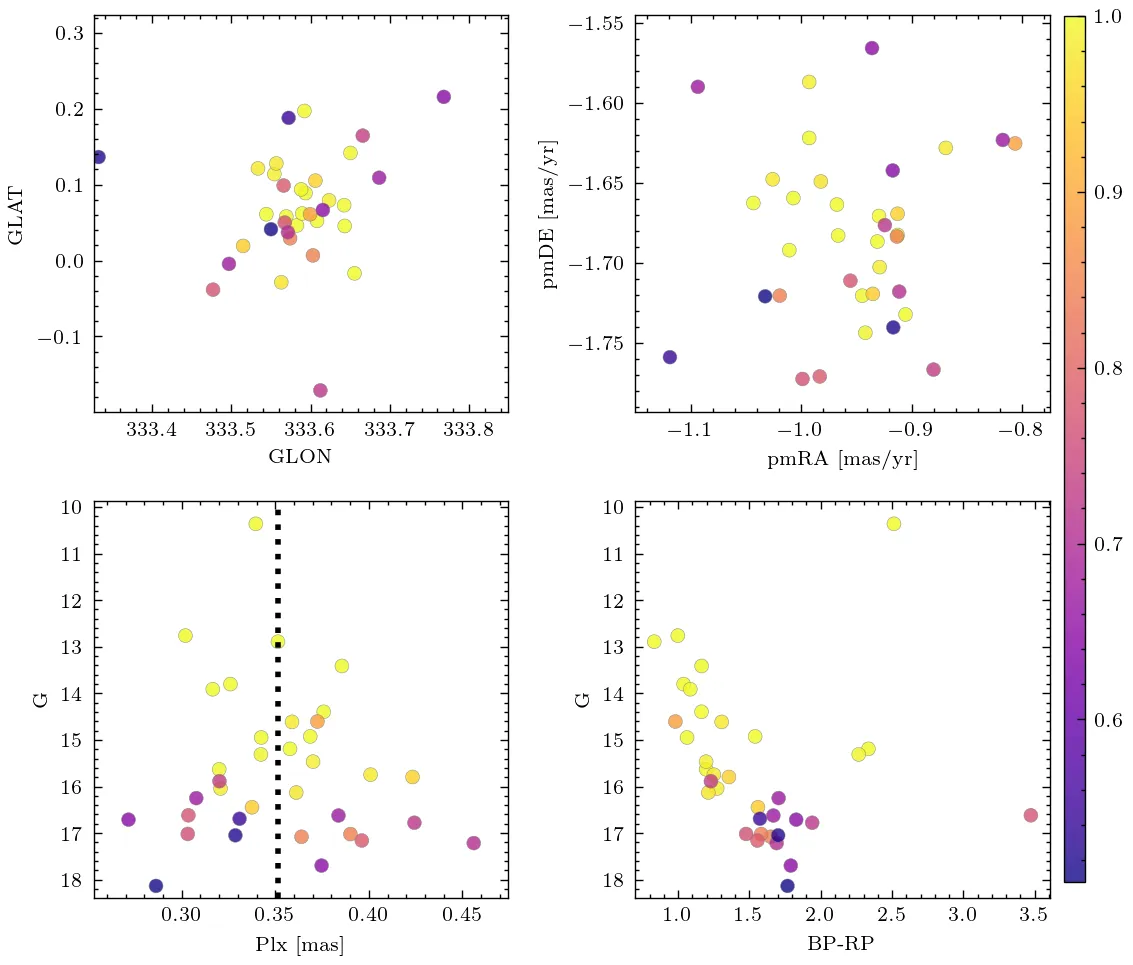 0.3
0.2
0.1
0.0
−0.1
GLAT
333.4 333.5 333.6 333.7 333.8
GLON
−1.55
−1.60
−1.65
−1.70
−1.75
pmDE [mas/yr]
−1.1 −1.0 −0.9 −0.8
pmRA [mas/yr]
1.0
0.9
0.8
0.7
0.6
10
11
12
13
14
15
16
17
18
G
0.30 0.35 0.40 0.45
Plx [mas]
10
11
12
13
14
15
16
17
18
G
1.0 1.5 2.0 2.5 3.0 3.5
BP-RP